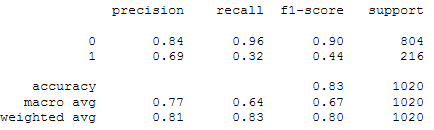 precision recall f1-score support
0 0.84 0.96 0.90 804
1 0.69 0.32 0.44 216
accuracy 0.83 1020
macro avg 0.77 0.64 0.67 1020
weighted avg 0.81 0.83 0.80 1020